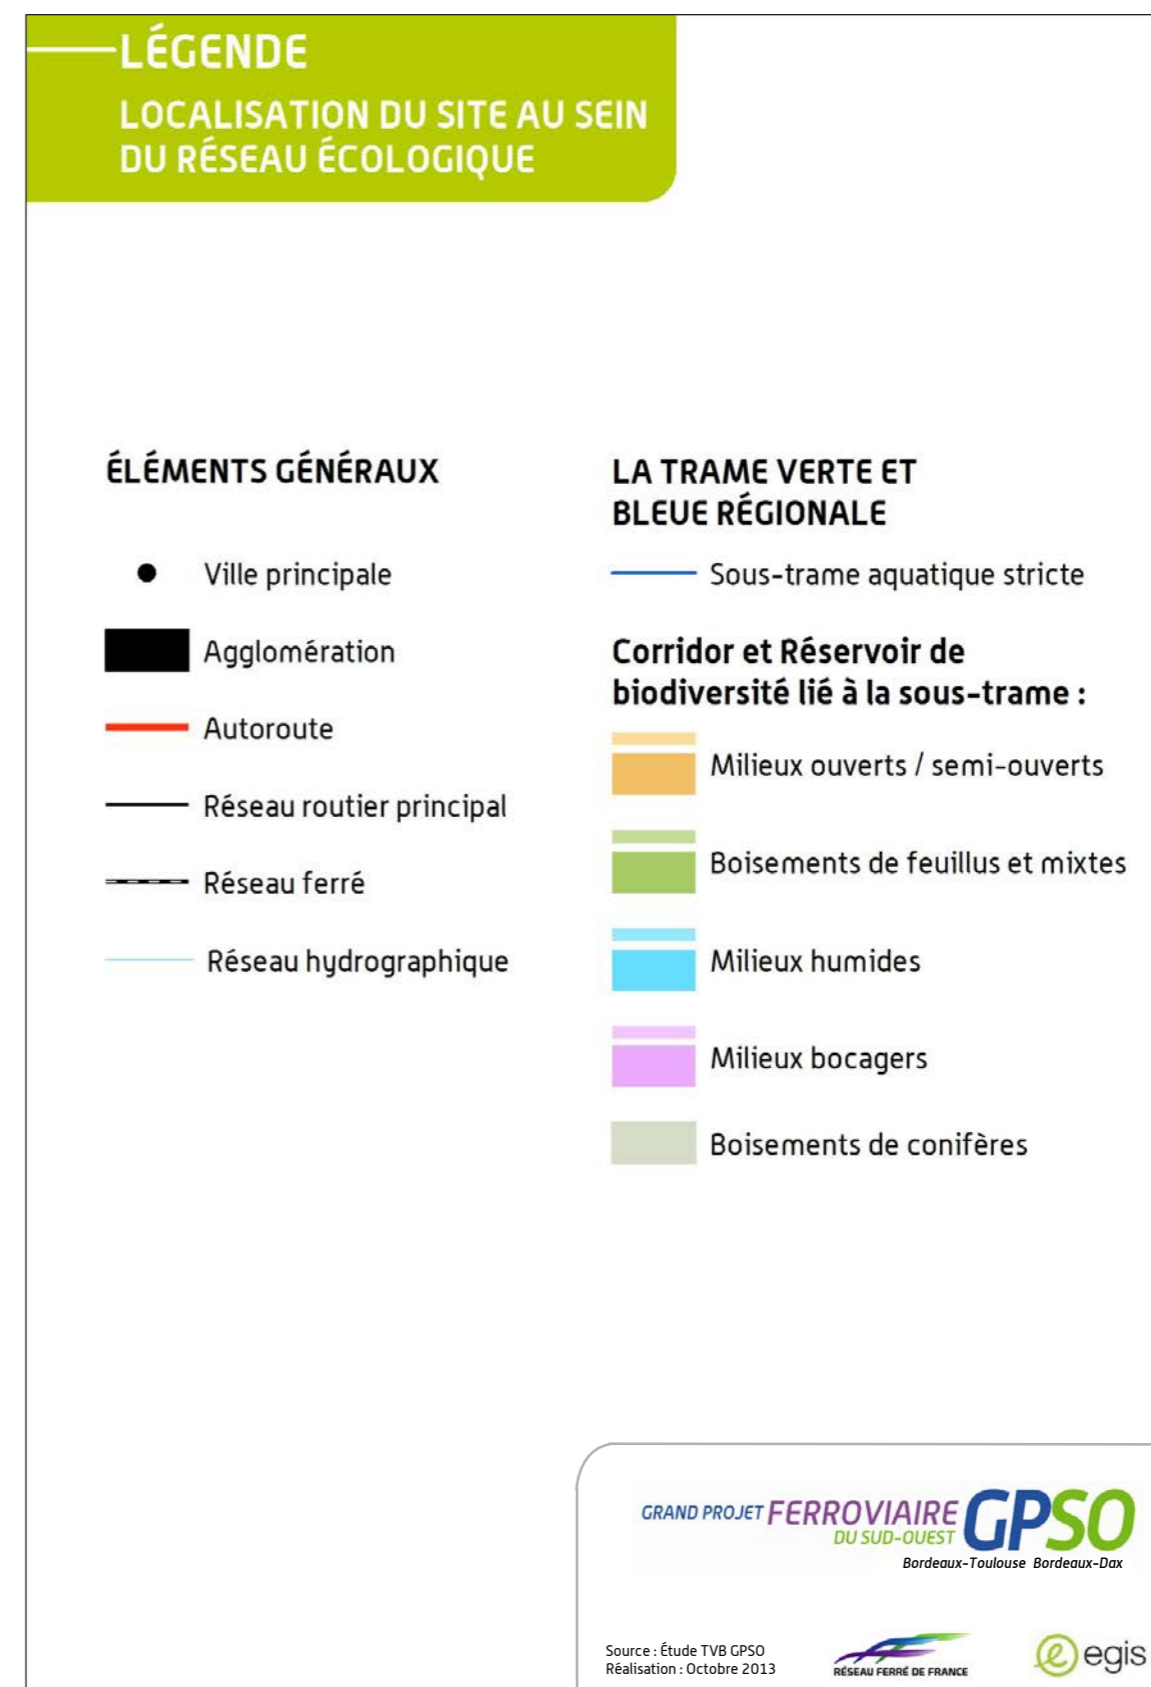 LÉGENDE
LOCALISATION DU SITE AU SEIN
DU RÉSEAU ÉCOLOGIQUE
ÉLÉMENTS GÉNÉRAUX
Ville principale
Agglomération
Autoroute
Réseau routier principal
Réseau ferré
Réseau hydrographique
LA TRAME VERTE ET
BLEUE RÉGIONALE
Sous-trame aquatique stricte
Corridor et Réservoir de
biodiversité lié à la sous-trame :
Milieux ouverts / semi-ouverts
Boisements de feuillus et mixtes
Milieux humides
Milieux bocagers
Boisements de conifères
GRAND PROJET FERROVIAIRE GPSO
DU SUD-OUEST
Bordeaux-Toulouse Bordeaux-Dax
Source : Étude TVB GPSO
Réalisation : Octobre 2013
RÉSEAU FERRÉ DE FRANCE
egis